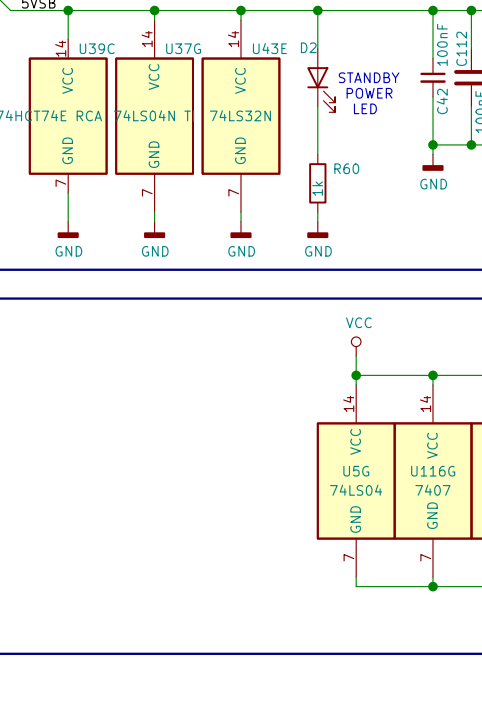 5VSB
14
U39C
VCC
74HCT74E RCA
GND
7
GND
14
U37G
VCC
74LS04N T
GND
7
GND
14
U43E
VCC
74LS32N
GND
7
GND
D2
STANDBY
POWER
LED
R60
1k
GND
100nF
C42
C112
100nF
GND
VCC
14
VCC
U5G
74LS04
GND
7
14
VCC
U116G
7407
GND
7